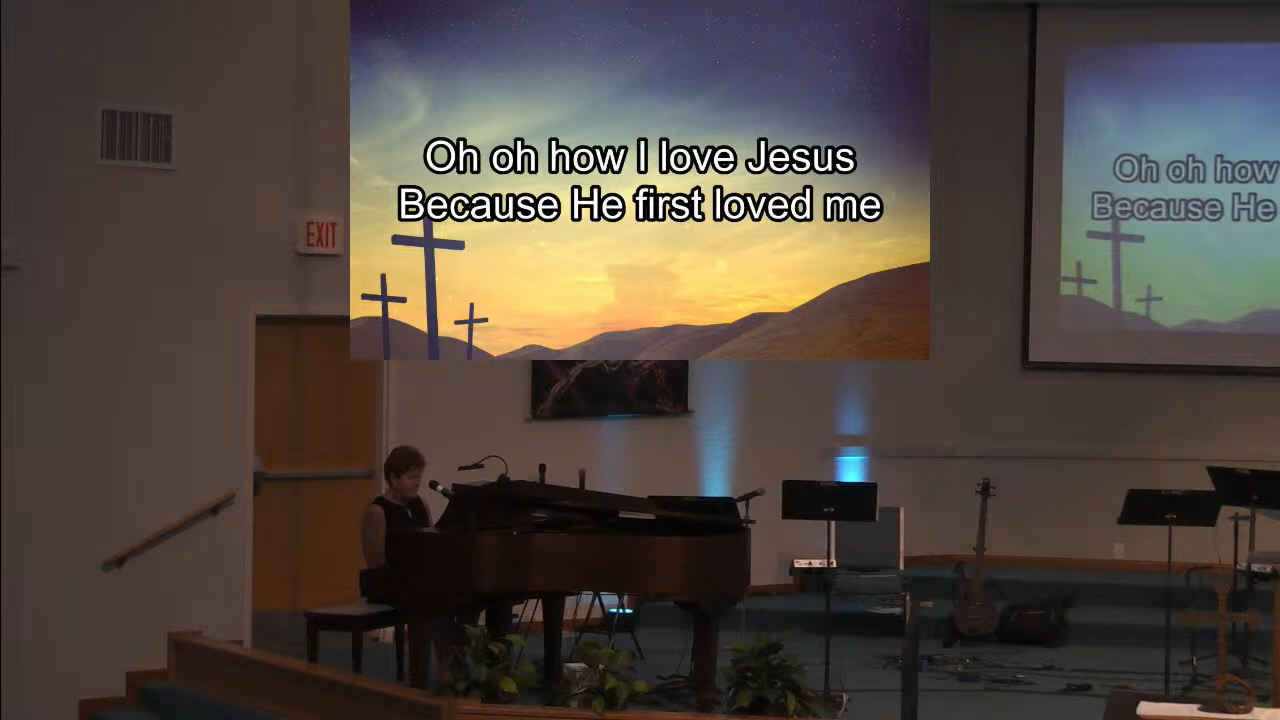 Oh oh how I love Jesus
Because He first loved me
Oh oh how
Because He
EXIT